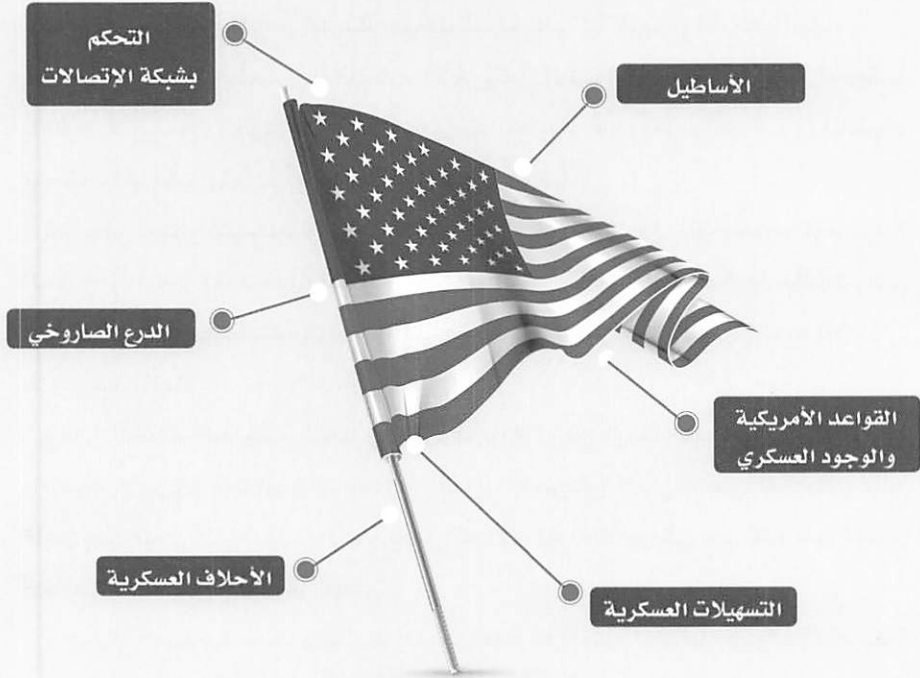 التحكم
بشبكة الإتصالات
الأساطيل
الدرع الصاروخي
القواعد الأمريكية
والوجود العسكري
الأحلاف العسكرية
التسهيلات العسكرية